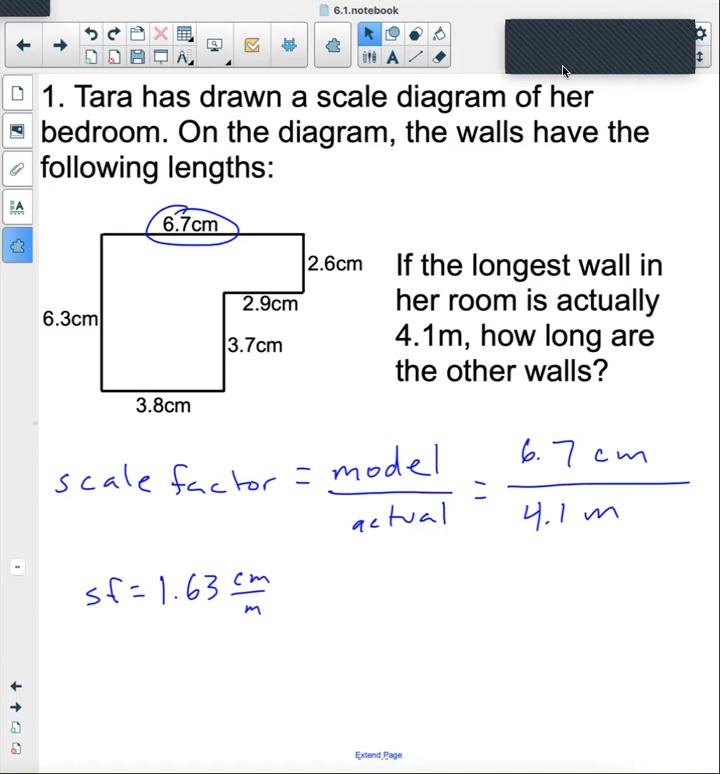 6.1.notebook
1. Tara has drawn a scale diagram of her
bedroom. On the diagram, the walls have the
following lengths:
6.7cm
2.6cm
2.9cm
6.3cm
3.7cm
3.8cm
If the longest wall in
her room is actually
4.1m, how long are
the other walls?
scale factor = model / actual = 6.7 cm / 4.1 m
sf = 1.63 cm / m
Extend Page